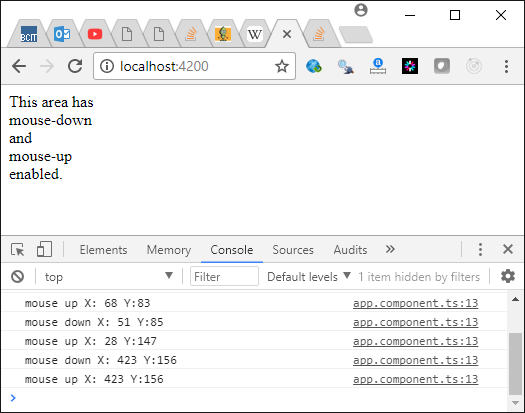 BCIT
localhost:4200
This area has
mouse-down
and
mouse-up
enabled.
Elements Memory Console Sources Audits
top Filter Default levels 1 item hidden by filters
mouse up X: 68 Y:83 app.component.ts:13
mouse down X: 51 Y:85 app.component.ts:13
mouse up X: 28 Y:147 app.component.ts:13
mouse down X: 423 Y:156 app.component.ts:13
mouse up X: 423 Y:156 app.component.ts:13